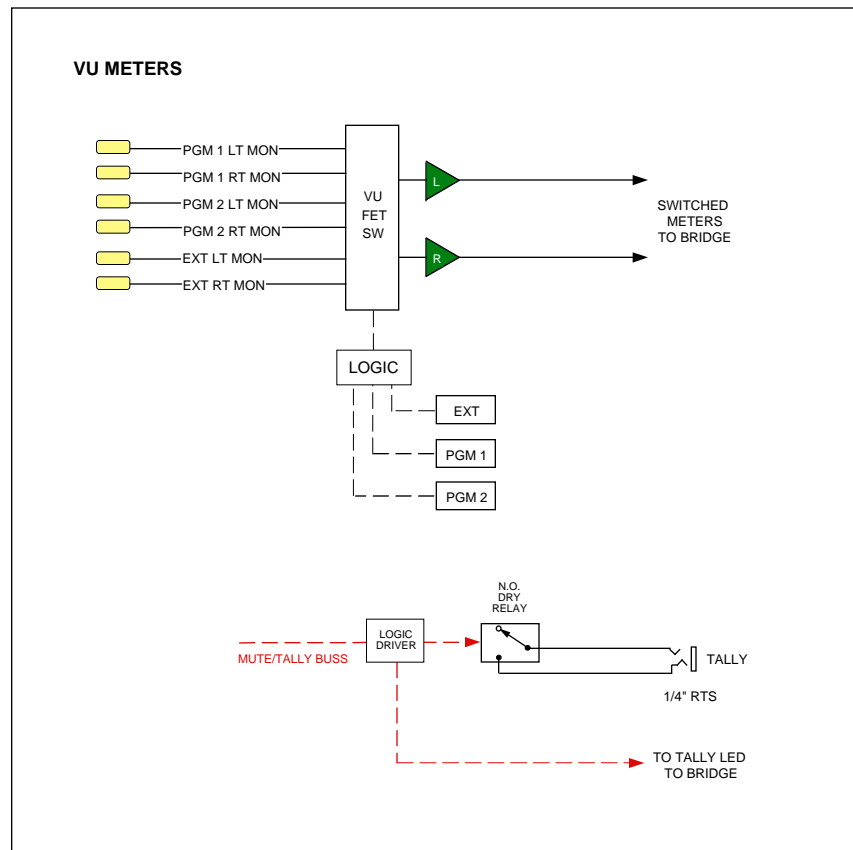 VU METERS
PGM 1 LT MON
PGM 1 RT MON
PGM 2 LT MON
PGM 2 RT MON
EXT LT MON
EXT RT MON
VU
FET
SW
L
R
SWITCHED
METERS
TO BRIDGE
LOGIC
EXT
PGM 1
PGM 2
N.O.
DRY
RELAY
LOGIC
DRIVER
MUTE/TALLY BUSS
TALLY
1/4" RTS
TO TALLY LED
TO BRIDGE